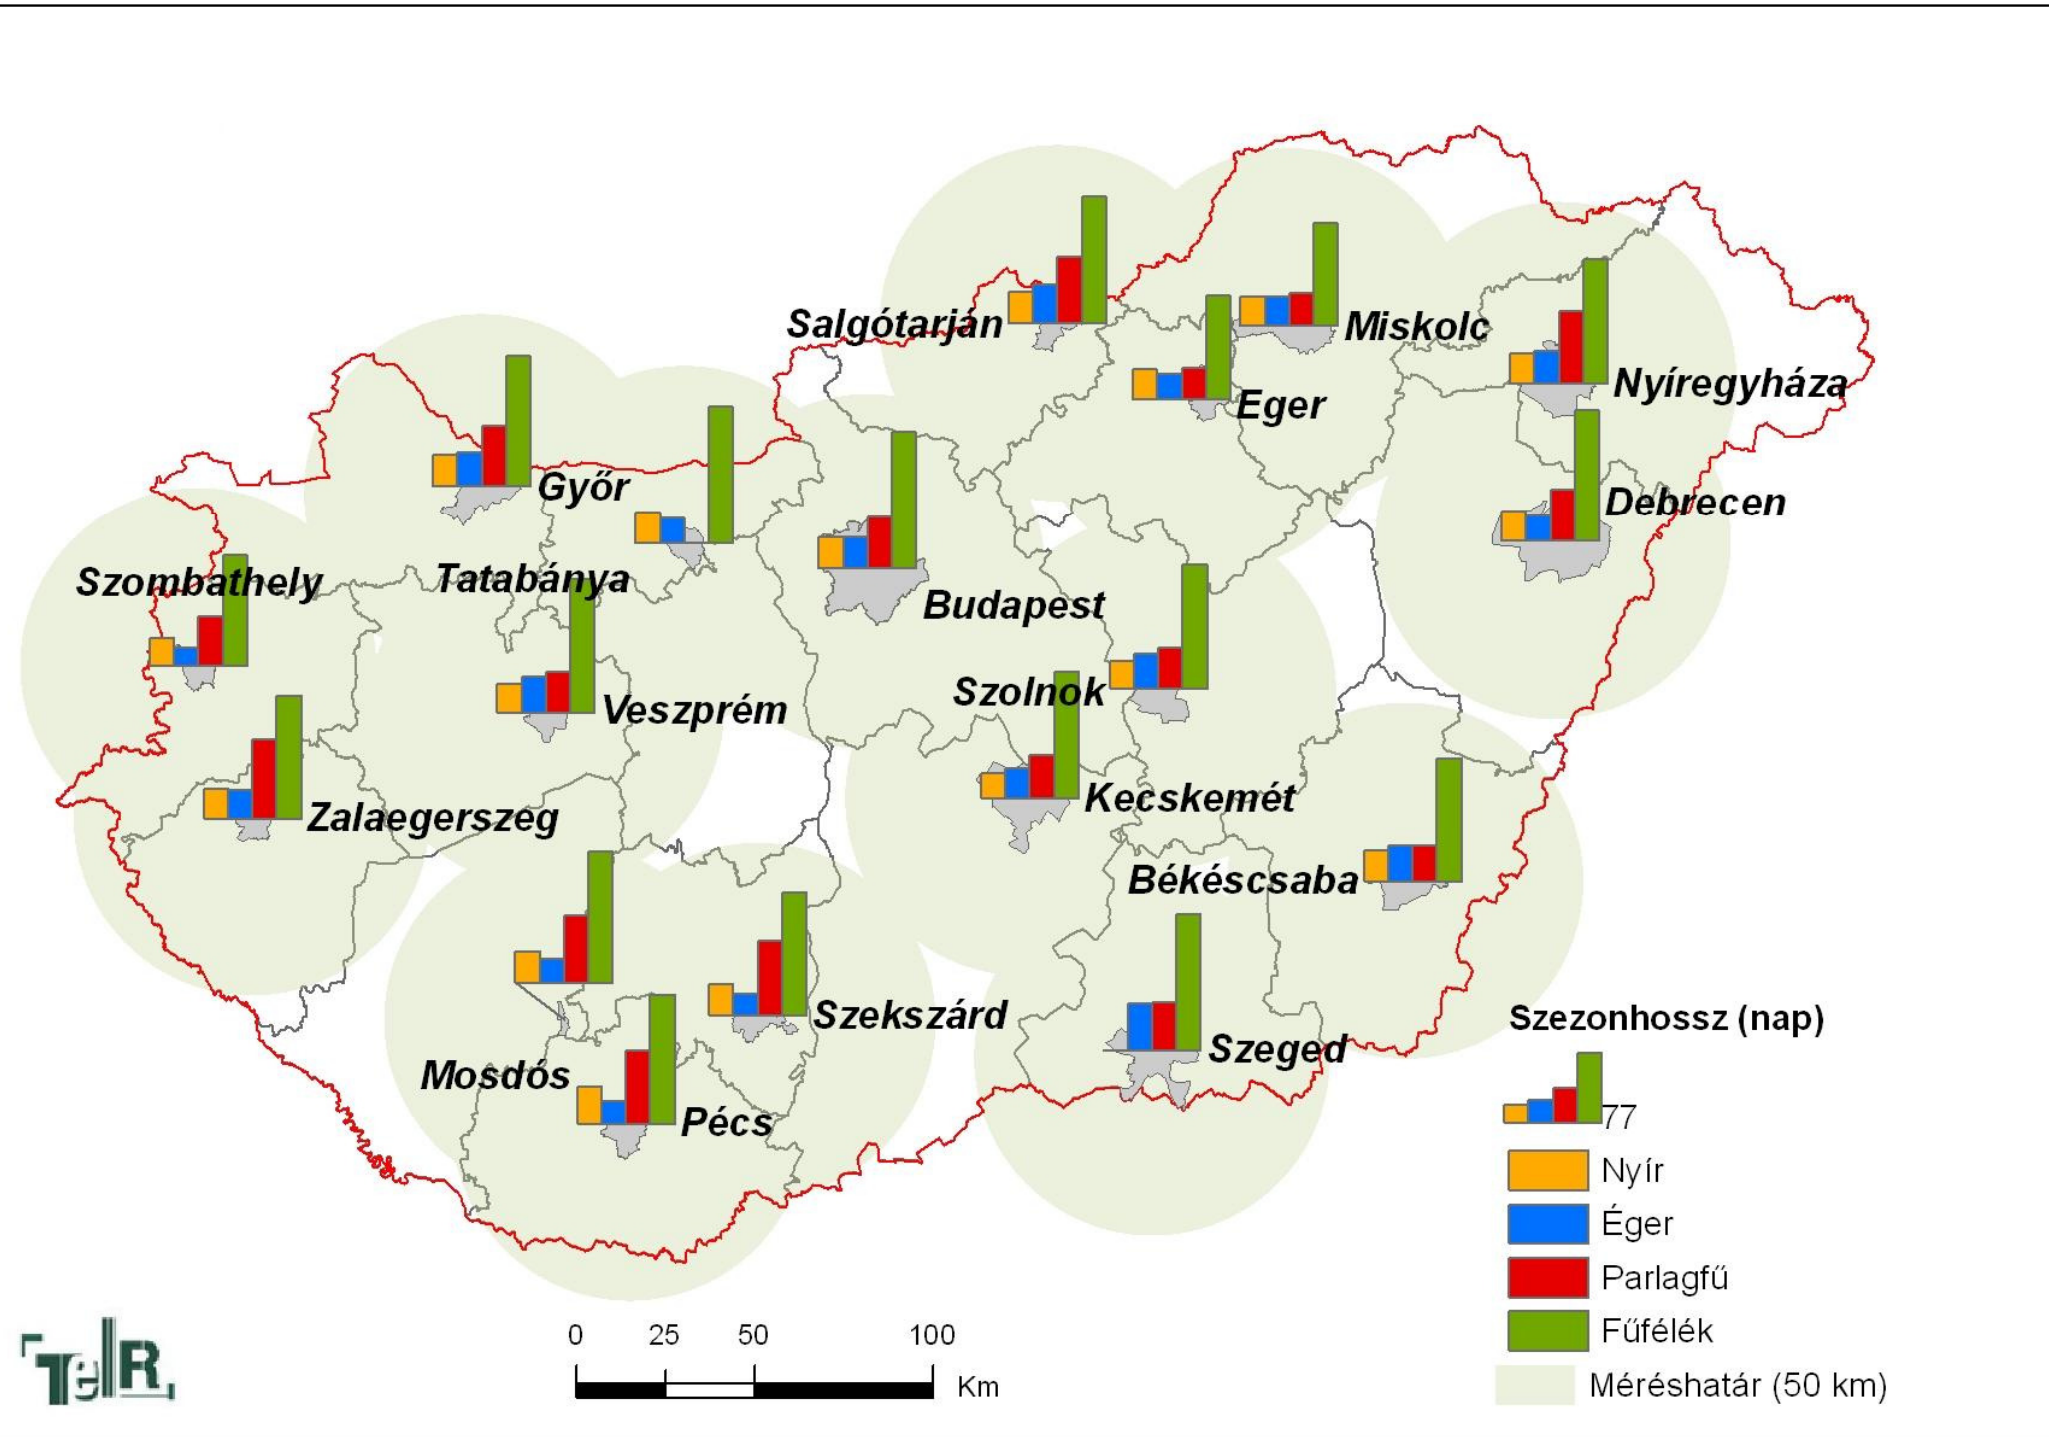 Salgótarján
Miskolc
Nyíregyháza
Eger
Győr
Debrecen
Szombathely
Tatabánya
Budapest
Szolnok
Veszprém
Kecskemét
Zalaegerszeg
Békéscsaba
Szekszárd
Szeged
Mosdós
Pécs
Szezonhossz (nap)
77
Nyír
Éger
Parlagfű
Fűfélék
Méréshatár (50 km)
0 25 50 100
Km
TeIR